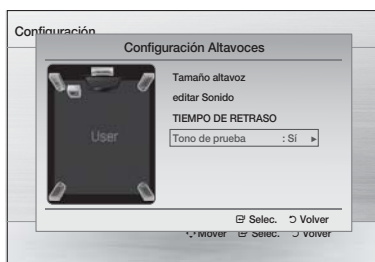 Configuración
Configuración Altavoces
Tamaño altavoz
editar Sonido
TIEMPO DE RETRASO
Tono de prueba : Sí
User
Selec. Volver
Mover Selec. Volver